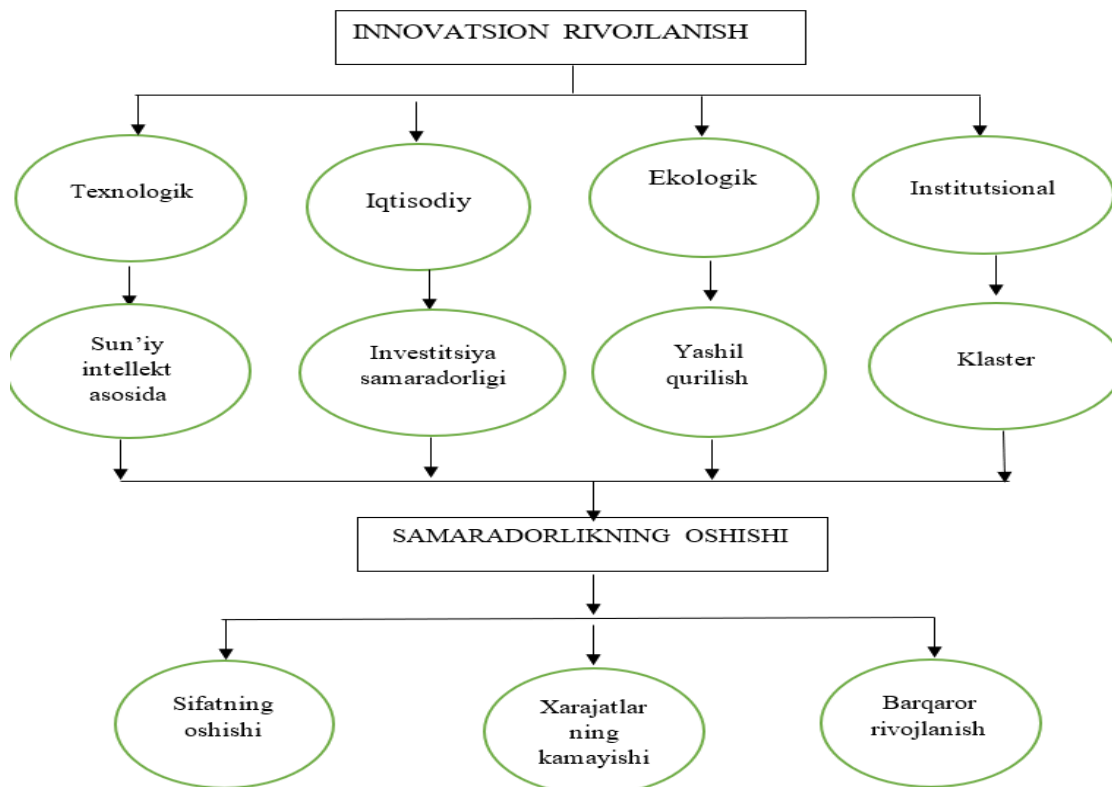 INNOVATSION RIVOJLANISH
Texnologik
Iqtisodiy
Ekologik
Institutsional
Sun’iy
intellekt
asosida
Investitsiya
samaradorligi
Yashil
qurilish
Klaster
SAMARADORLIKNING OSHISHI
Sifatning
oshishi
Xarajatlar
ning
kamayishi
Barqaror
rivojlanish